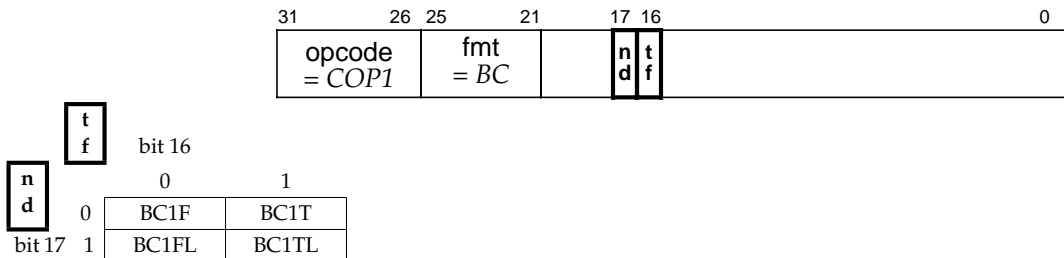 31 26 25 21 17 16 0
opcode fmt n t
= COP1 = BC d f
t
f bit 16
n 0 1
d 0 BC1F BC1T
bit 17 1 BC1FL BC1TL